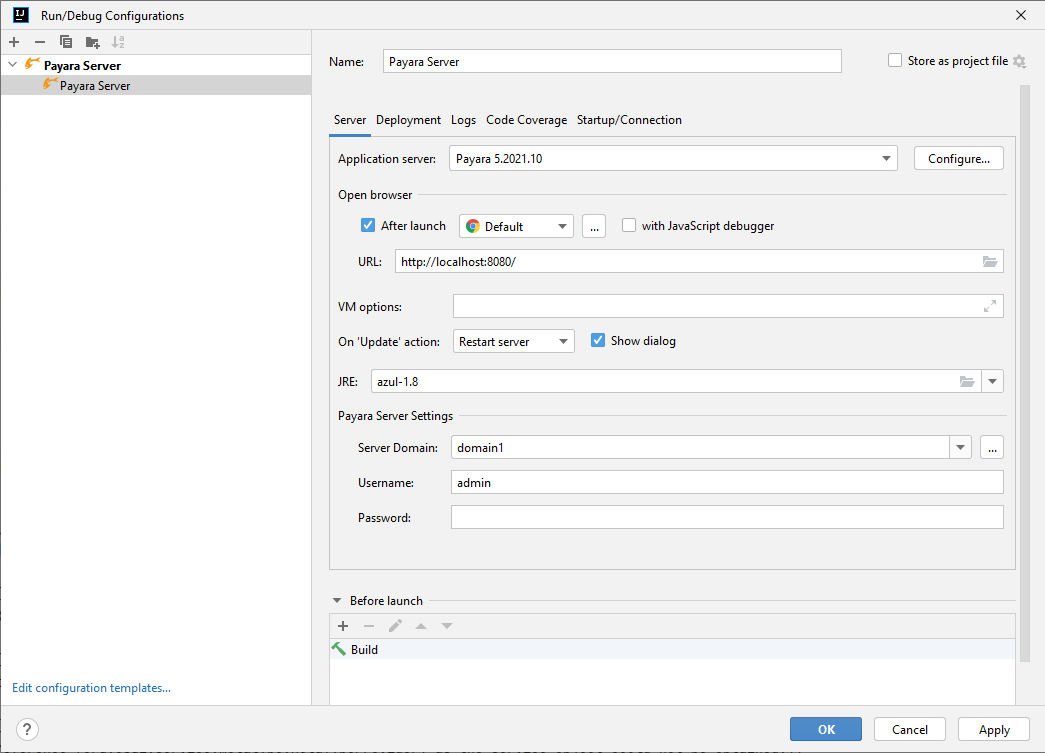 IJ
Run/Debug Configurations
Payara Server
Payara Server
Name: Payara Server
Store as project file
Server Deployment Logs Code Coverage Startup/Connection
Application server: Payara 5.2021.10 Configure...
Open browser
After launch Default ... with JavaScript debugger
URL: http://localhost:8080/
VM options:
On 'Update' action: Restart server Show dialog
JRE: azul-1.8
Payara Server Settings
Server Domain: domain1 ...
Username: admin
Password:
Before launch
Build
Edit configuration templates...
? OK Cancel Apply